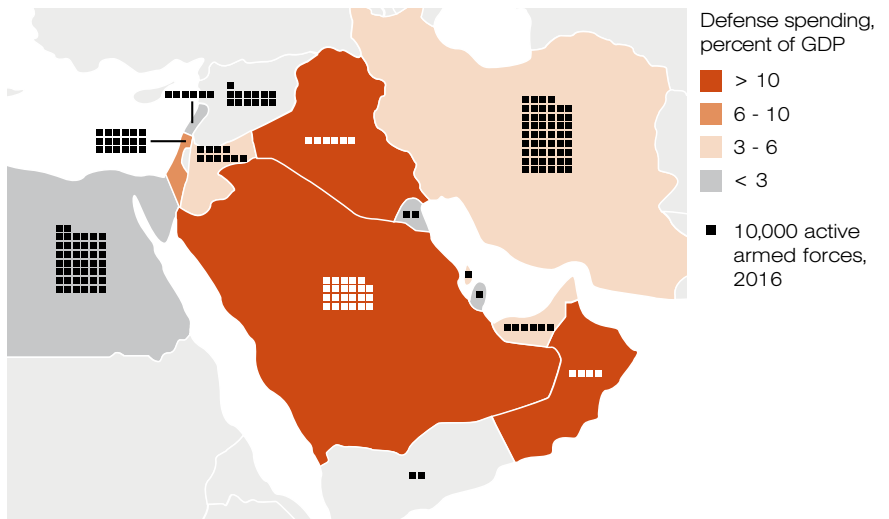 Defense spending,
percent of GDP
> 10
6 - 10
3 - 6
< 3
10,000 active
armed forces,
2016